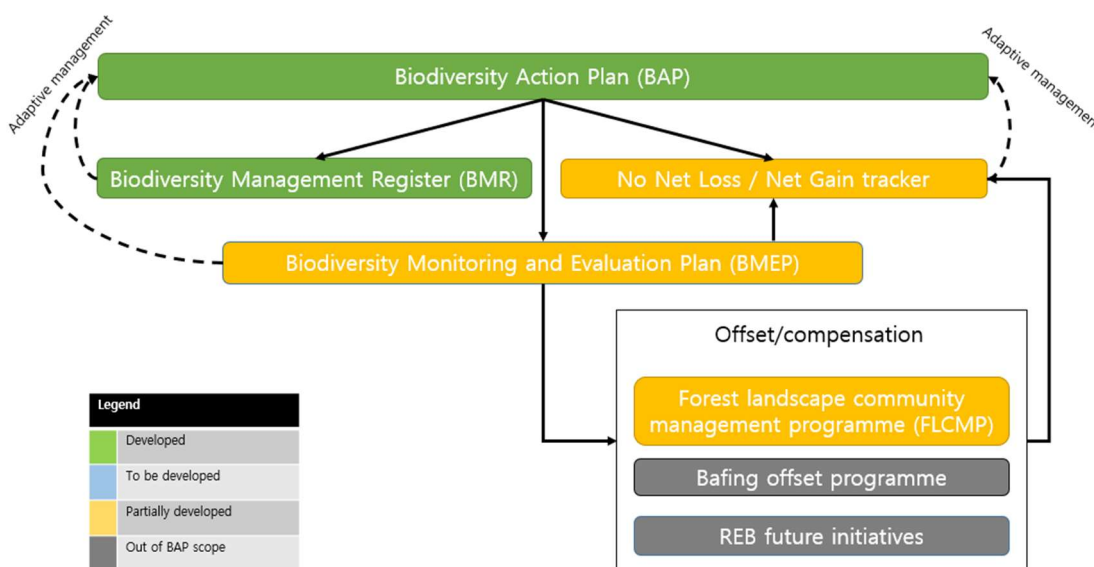 Adaptive management
Adaptive management
Biodiversity Action Plan (BAP)
Biodiversity Management Register (BMR)
No Net Loss / Net Gain tracker
Biodiversity Monitoring and Evaluation Plan (BMEP)
Offset/compensation
Forest landscape community
management programme (FLCMP)
Bafing offset programme
REB future initiatives
Legend
Developed
To be developed
Partially developed
Out of BAP scope